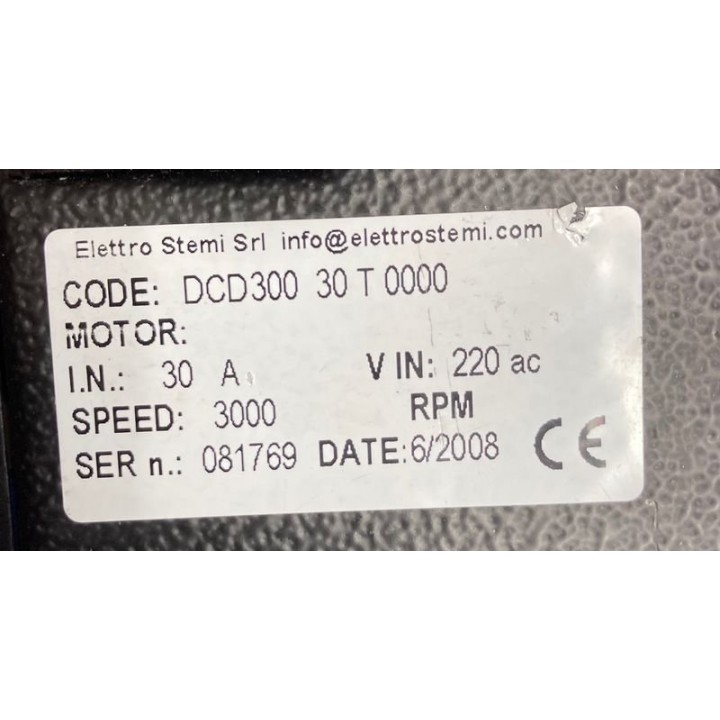 Elettro Stemi Srl info@elettrostemi.com
CODE: DCD300 30 T 0000
MOTOR:
I.N.: 30 A V IN: 220 ac
SPEED: 3000 RPM
SER n.: 081769 DATE:6/2008 CE